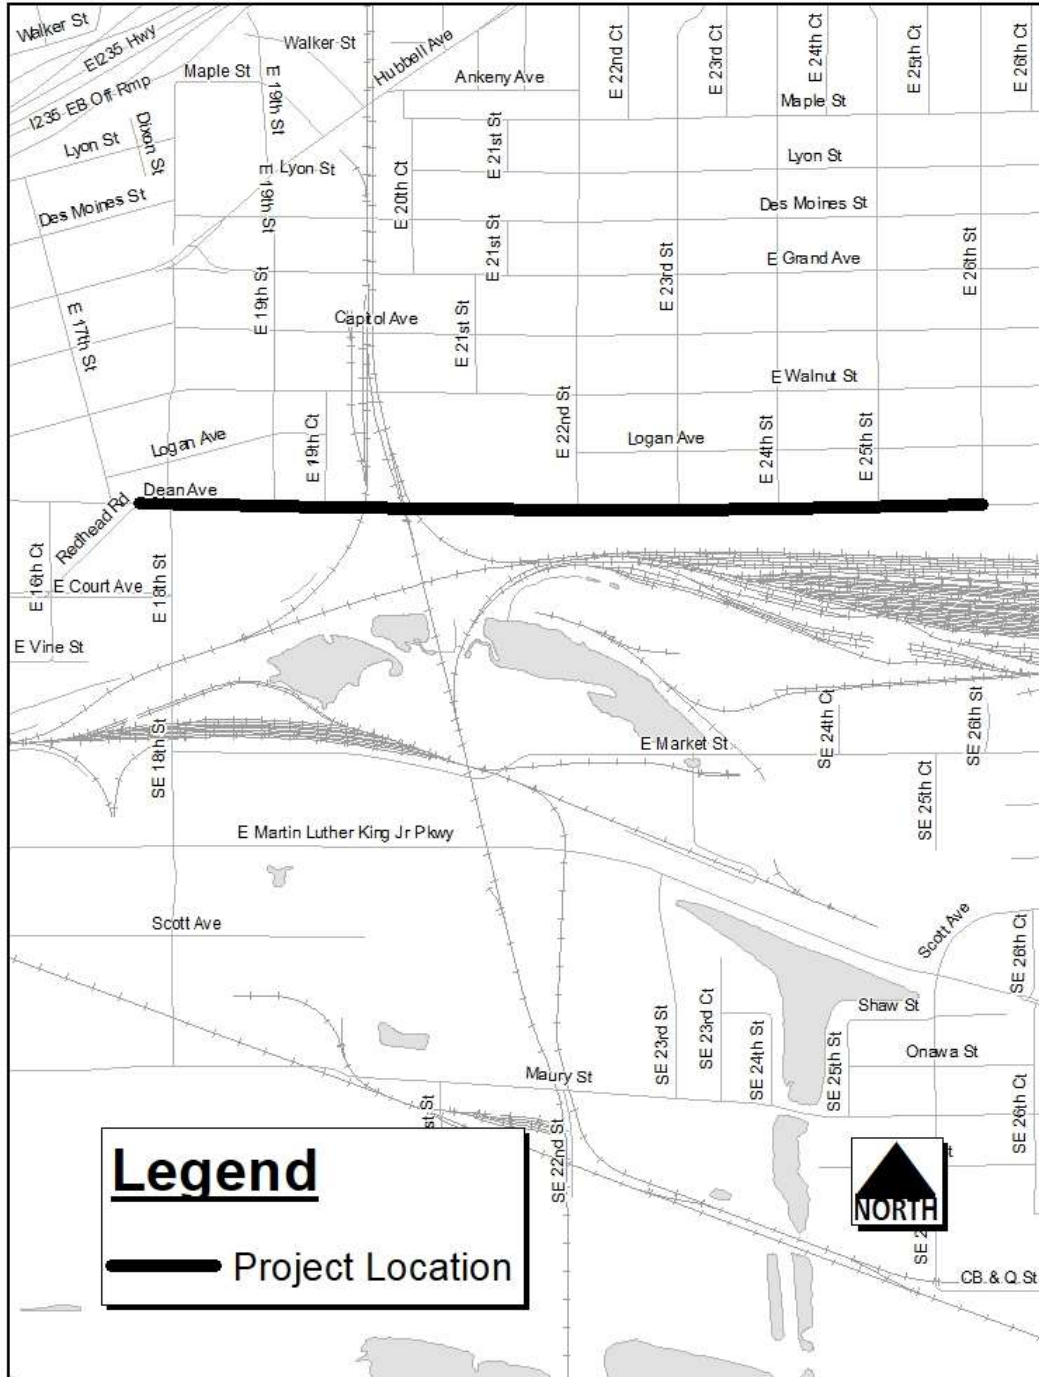 Walker St
EI235 Hwy
Walker St
Hubbell Ave
E 22nd Ct
E 23rd Ct
E 24th Ct
E 25th Ct
E 26th Ct
Maple St
E 19th St
Ankeny Ave
I235 EB Off Rmp
Maple St
Dixon St
Lyon St
E 21st St
Lyon St
E 19th St
Lyon St
E 20th Ct
Des Moines St
Des Moines St
E 21st St
E 23rd St
E Grand Ave
E 26th St
E 19th St
E 17th St
Capitol Ave
E 21st St
E Walnut St
E 22nd St
Logan Ave
E 19th Ct
Logan Ave
E 24th St
E 25th St
Dean Ave
Redhead Rd
E 16th Ct
E Court Ave
E 18th St
E Vine St
SE 18th St
E Market St
SE 24th Ct
SE 26th St
SE 25th Ct
E Martin Luther King Jr Pkwy
Scott Ave
Scott Ave
SE 26th Ct
Shaw St
SE 23rd St
SE 23rd Ct
SE 24th St
SE 25th St
Onawa St
Maury St
SE 26th Ct
st St
SE 22nd St
t
Legend
NORTH
SE 2
Project Location
CB & Q St